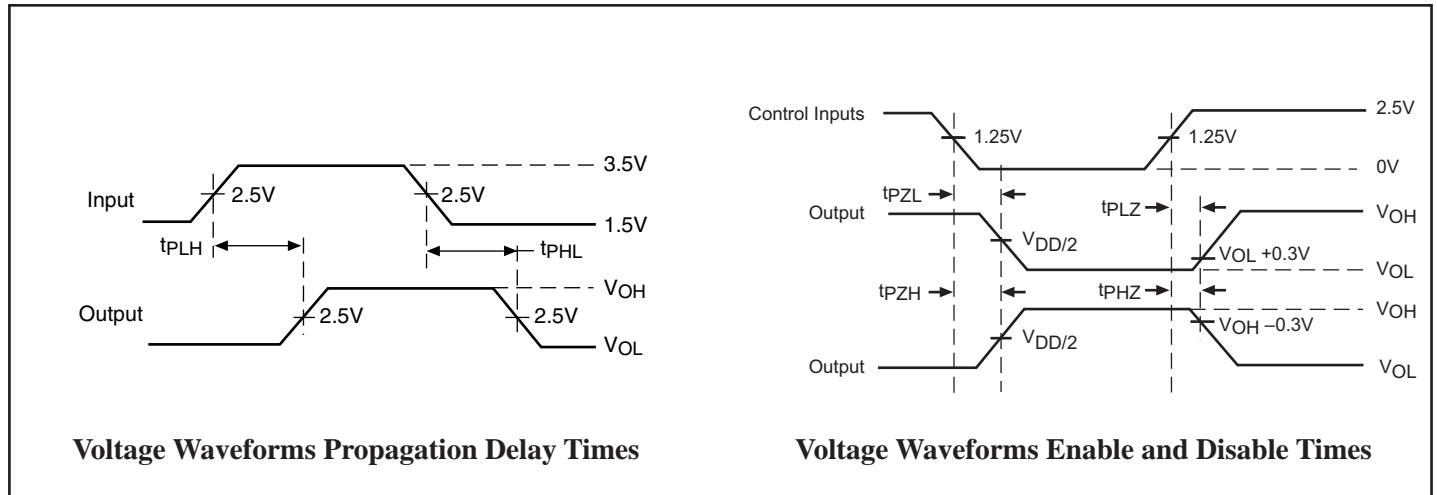 3.5V
Input
2.5V
2.5V
1.5V
tPLH
tPHL
VOH
Output
2.5V
2.5V
VOL
Voltage Waveforms Propagation Delay Times
Control Inputs
2.5V
1.25V
1.25V
0V
tPZL
tPLZ
Output
VOH
VDD/2
VOL +0.3V
VOL
tPZH
tPHZ
VOH
VOH –0.3V
VDD/2
Output
VOL
Voltage Waveforms Enable and Disable Times